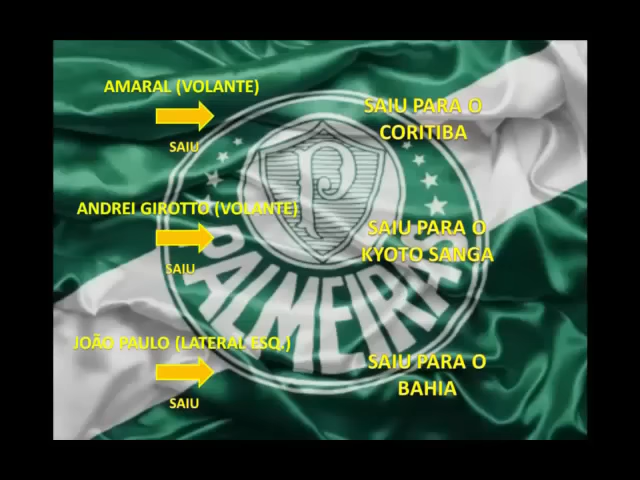 AMARAL (VOLANTE)
SAIU
SAIU PARA O
CORITIBA
ANDREI GIROTTO (VOLANTE)
SAIU
SAIU PARA O
KYOTO SANGA
JOÃO PAULO (LATERAL ESQ.)
SAIU
SAIU PARA O
BAHIA
P
PALMEIRAS